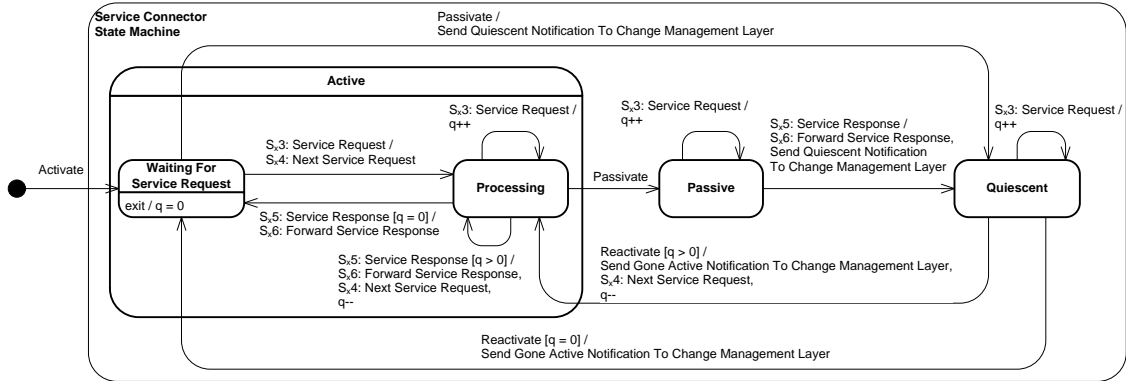 Service Connector
State Machine
Passivate /
Send Quiescent Notification To Change Management Layer
Active
Sx3: Service Request /
q++
Sx3: Service Request /
q++
Sx3: Service Request /
q++
Sx3: Service Request /
Sx4: Next Service Request
Sx5: Service Response /
Sx6: Forward Service Response,
Send Quiescent Notification
To Change Management Layer
Activate
Waiting For
Service Request
exit / q = 0
Processing
Passivate
Passive
Quiescent
Sx5: Service Response [q = 0] /
Sx6: Forward Service Response
Sx5: Service Response [q > 0] /
Sx6: Forward Service Response,
Sx4: Next Service Request,
q--
Reactivate [q > 0] /
Send Gone Active Notification To Change Management Layer,
Sx4: Next Service Request,
q--
Reactivate [q = 0] /
Send Gone Active Notification To Change Management Layer